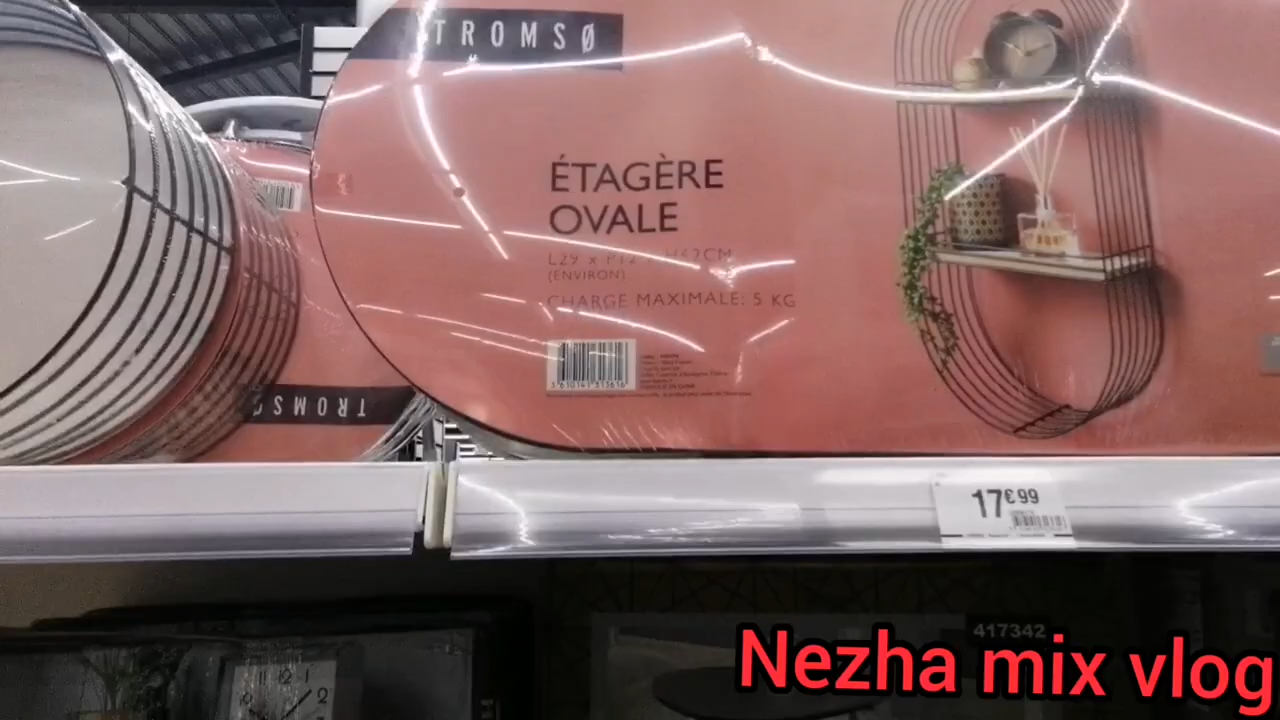 TROMSØ
ÉTAGÈRE
OVALE
(ENVIRON)
CHARGE MAXIMALE: 5 KG
TROMSØ
17€99
417342
Nezha mix vlog